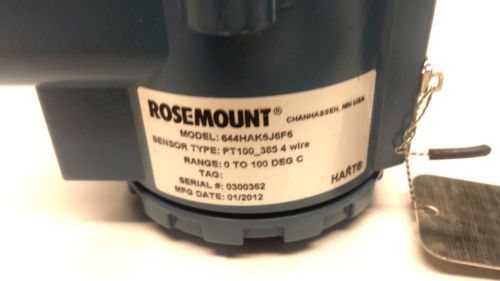 ROSEMOUNT® CHANHASSEN, MN USA
MODEL: 644HAK6J6F6
SENSOR TYPE: PT100_385 4 wire
RANGE: 0 TO 100 DEG C
TAG:
SERIAL #: 0300362
MFG DATE: 01/2012
HART®